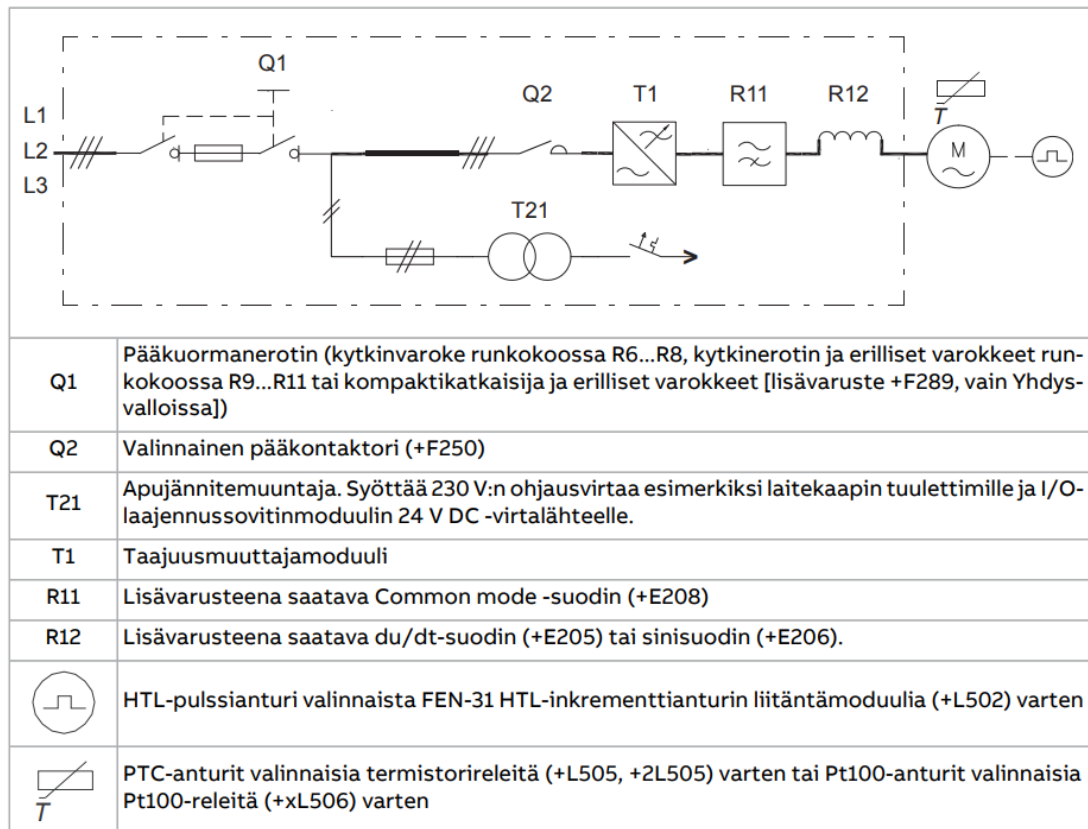 Q1
Q2
T1
R11
R12
T
L1
L2
L3
M
T21
Q1
Pääkuormanerotin (kytkinvaroke runkokoossa R6...R8, kytkinerotin ja erilliset varokkeet run-
kokoossa R9...R11 tai kompaktikatkaisija ja erilliset varokkeet [lisävaruste +F289, vain Yhdys-
valloissa])
Q2
Valinnainen pääkontaktori (+F250)
T21
Apujännitemuuntaja. Syöttää 230 V:n ohjausvirtaa esimerkiksi laitekaapin tuulettimille ja I/O-
laajennussovitinmoduulin 24 V DC -virtalähteelle.
T1
Taajuusmuuttajamoduuli
R11
Lisävarusteena saatava Common mode -suodin (+E208)
R12
Lisävarusteena saatava du/dt-suodin (+E205) tai sinisuodin (+E206).
HTL-pulssianturi valinnaista FEN-31 HTL-inkrementtianturin liitäntämoduulia (+L502) varten
T
PTC-anturit valinnaisia termistorireleitä (+L505, +2L505) varten tai Pt100-anturit valinnaisia
Pt100-releitä (+xL506) varten